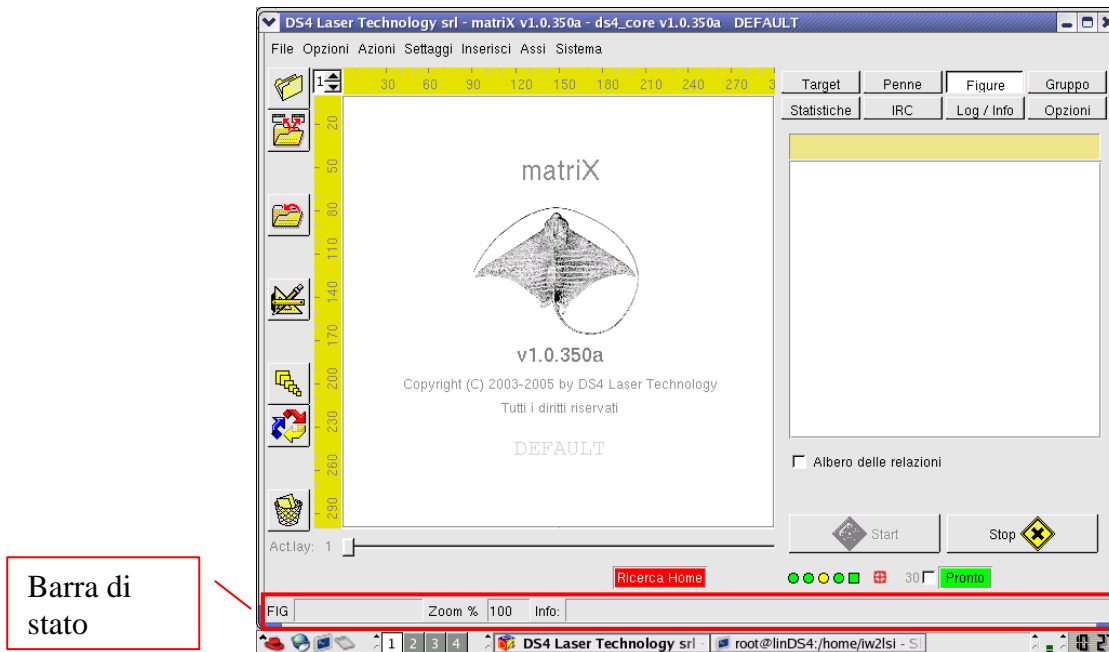 DS4 Laser Technology srl - matriX v1.0.350a - ds4_core v1.0.350a DEFAULT
File Opzioni Azioni Settaggi Inserisci Assi Sistema
1 30 60 90 120 150 180 210 240 270 3
20
50
80
110
140
170
200
230
260
290
matriX
v1.0.350a
Copyright (C) 2003-2005 by DS4 Laser Technology
Tutti i diritti riservati
DEFAULT
Target Penne Figure Gruppo
Statistiche IRC Log / Info Opzioni
Albero delle relazioni
Start Stop
Act.lay: 1
Ricerca Home 30 Pronto
Barra di
stato
FIG Zoom % 100 Info:
1 2 3 4 DS4 Laser Technology srl - root@linDS4:/home/iw2lsi - S